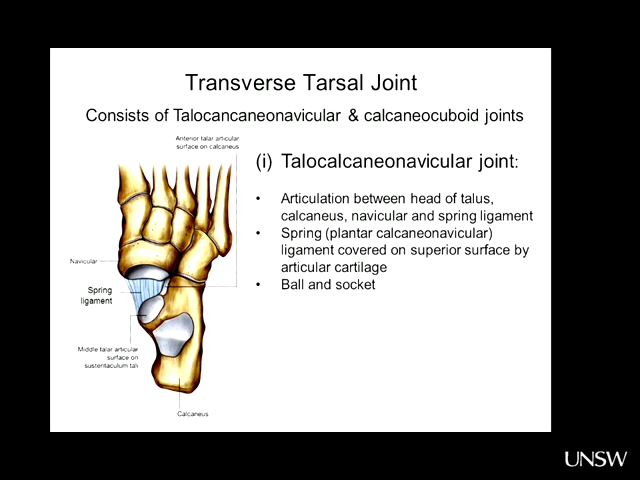 Transverse Tarsal Joint
Consists of Talocancaneonavicular & calcaneocuboid joints
Anterior talar articular
surface on calcaneus
(i) Talocalcaneonavicular joint:
• Articulation between head of talus,
calcaneus, navicular and spring ligament
• Spring (plantar calcaneonavicular)
ligament covered on superior surface by
articular cartilage
• Ball and socket
Navicular
Spring
ligament
Middle talar articular
surface on
sustentaculum tali
Calcaneus
UNSW